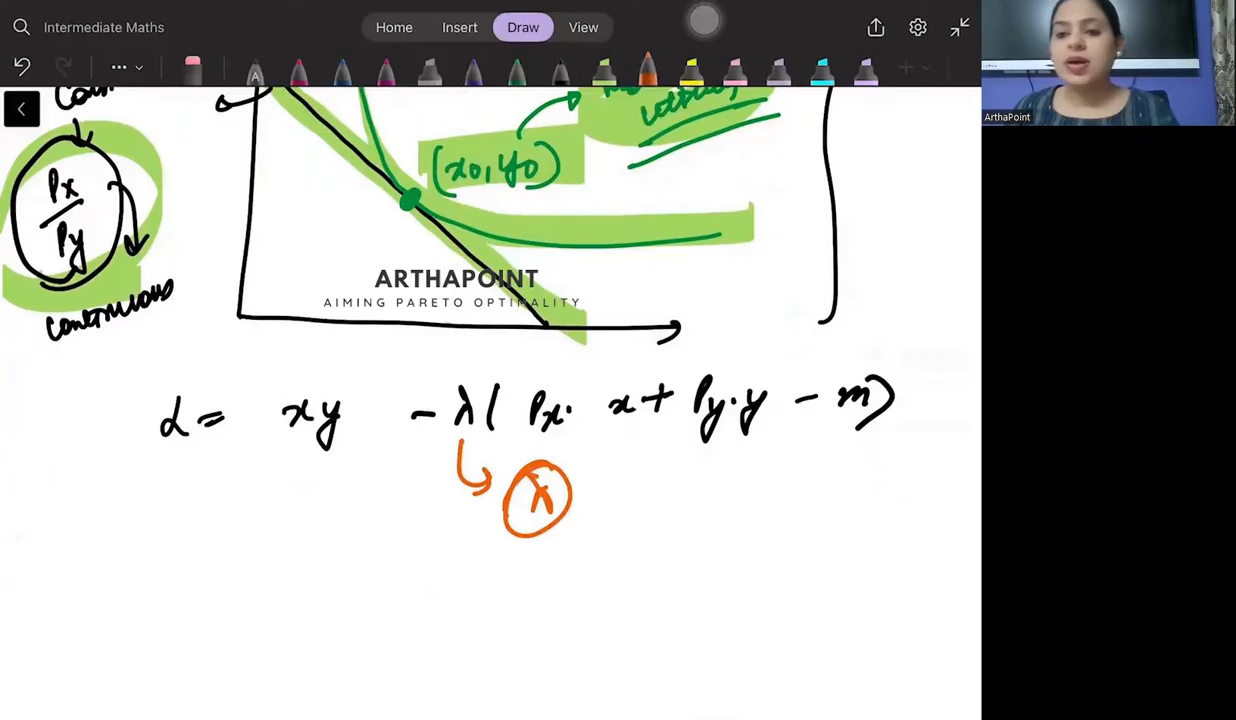 Intermediate Maths
Home Insert Draw View
A
ArthaPoint
(x0, y0)
Px
Py
continuous
ARTHAPOINT
AIMING PARETO OPTIMALITY
L = xy - λ( Px. x + Py.y - m)
λ